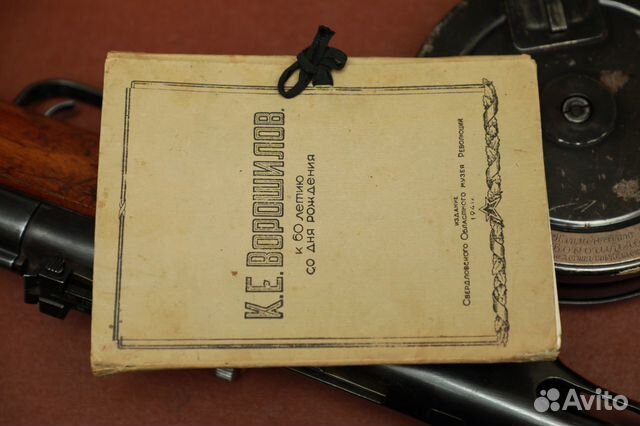 К.Е. Ворошилов.
к 60 летию
со дня рождения
издание
Свердловского Областного музея Революции
1941 г.
Avito